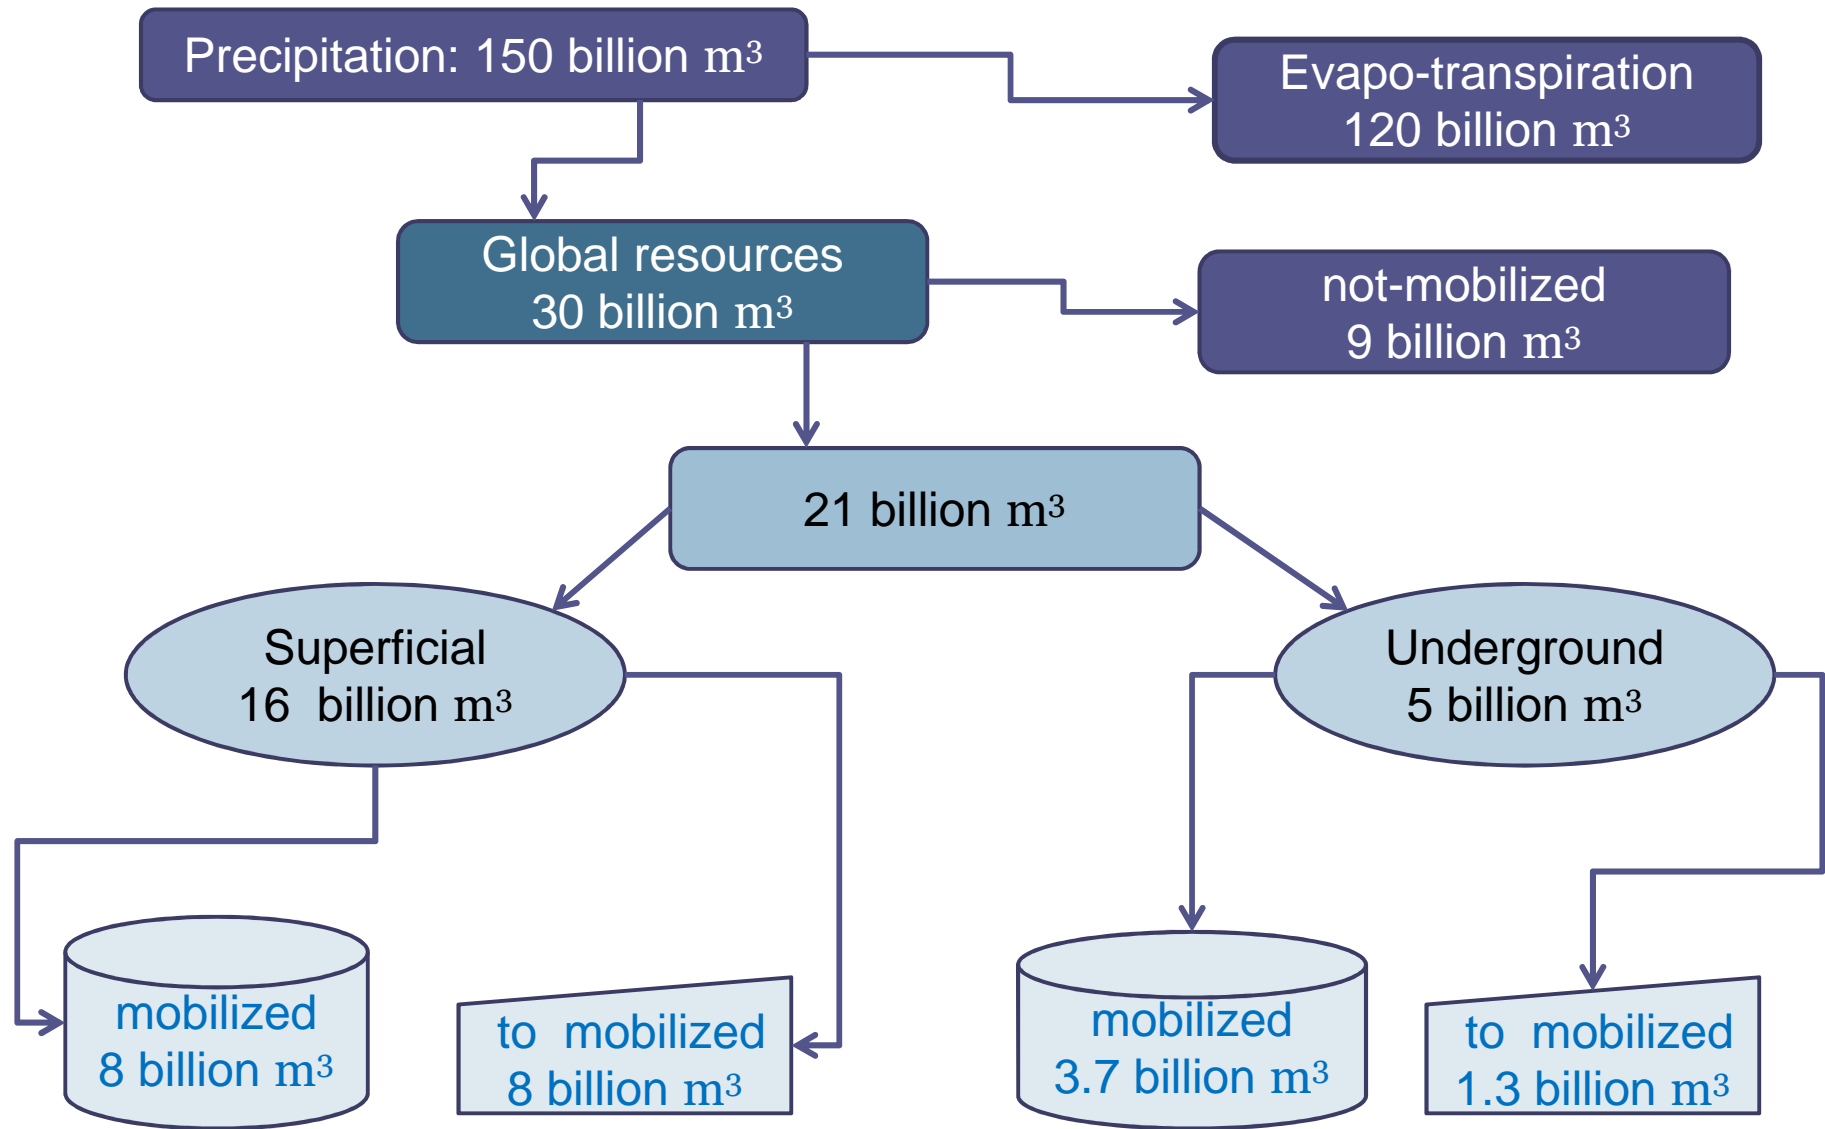 Precipitation: 150 billion m³
Evapo-transpiration
120 billion m³
Global resources
30 billion m³
not-mobilized
9 billion m³
21 billion m³
Superficial
16  billion m³
Underground
5 billion m³
mobilized
8 billion m³
to  mobilized
8 billion m³
mobilized
3.7 billion m³
to  mobilized
1.3 billion m³